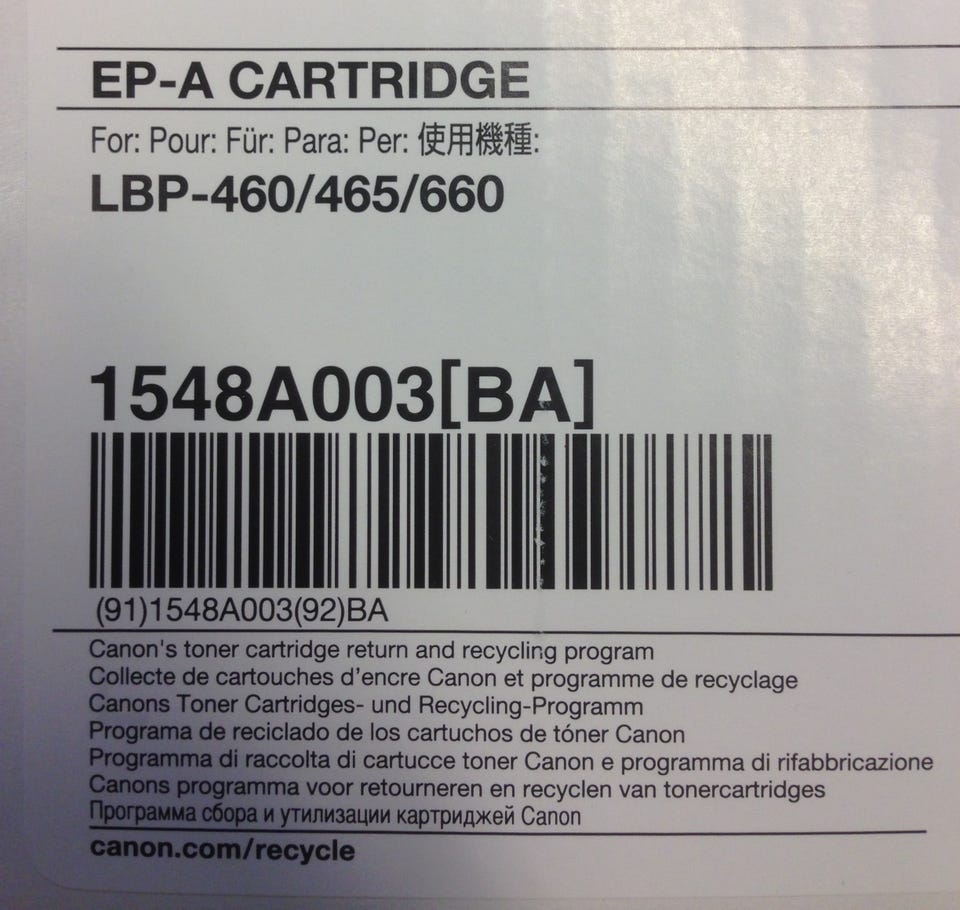 EP-A CARTRIDGE
For: Pour: Für: Para: Per: 使用機種:
LBP-460/465/660
1548A003[BA]
(91)1548A003(92)BA
Canon's toner cartridge return and recycling program
Collecte de cartouches d'encre Canon et programme de recyclage
Canons Toner Cartridges- und Recycling-Programm
Programa de reciclado de los cartuchos de tóner Canon
Programma di raccolta di cartucce toner Canon e programma di rifabbricazione
Canons programma voor retourneren en recyclen van tonercartridges
Программа сбора и утилизации картриджей Canon
canon.com/recycle